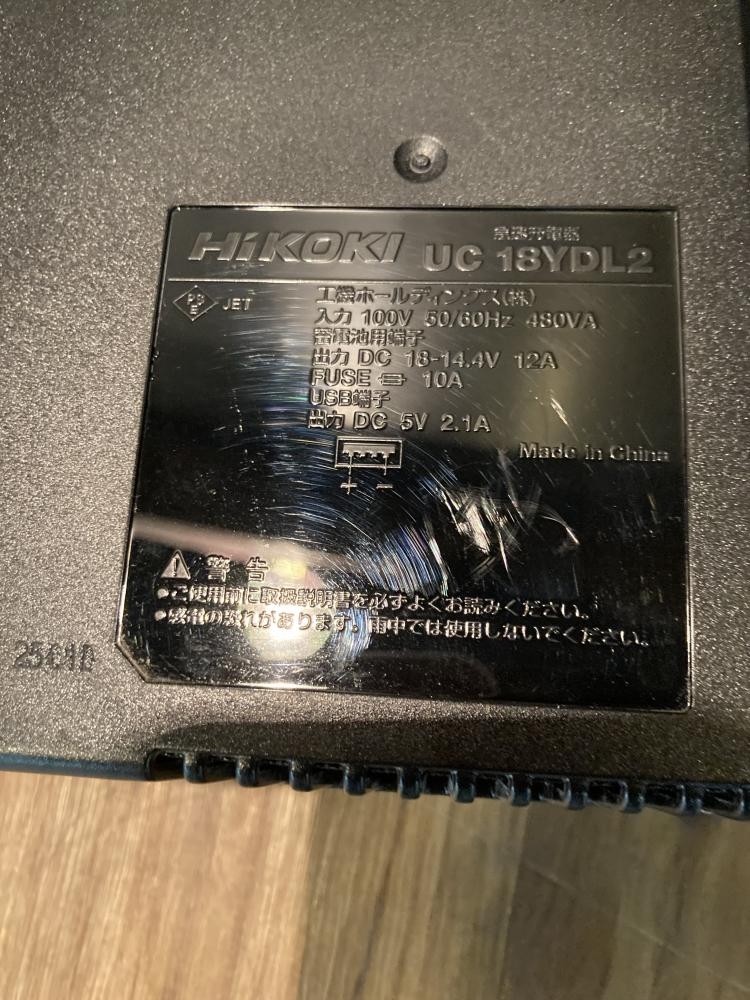 HiKOKI 急速充電器 UC 18YDL2
PS E JET
工機ホールディングス(株)
入力 100V 50/60Hz 480VA
蓄電池用端子
出力 DC 18-14.4V 12A
FUSE 10A
USB端子
出力 DC 5V 2.1A
Made in China
+ -
⚠ 警告
●ご使用前に取扱説明書を必ずよくお読みください。
●感電の恐れがあります。雨中では使用しないでください。